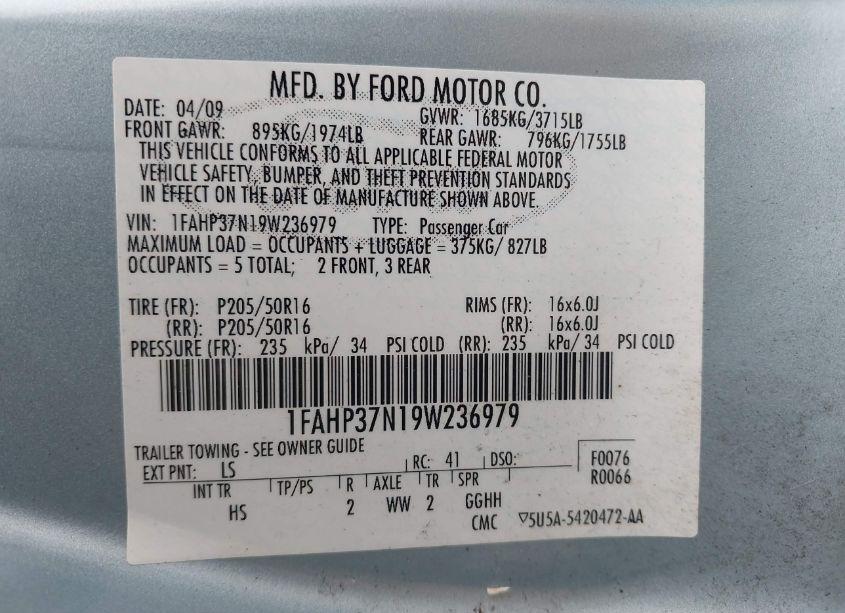 MFD. BY FORD MOTOR CO.
DATE: 04/09 GVWR: 1685KG/3715LB
FRONT GAWR: 895KG/1974LB REAR GAWR: 796KG/1755LB
THIS VEHICLE CONFORMS TO ALL APPLICABLE FEDERAL MOTOR
VEHICLE SAFETY, BUMPER, AND THEFT PREVENTION STANDARDS
IN EFFECT ON THE DATE OF MANUFACTURE SHOWN ABOVE.
VIN: 1FAHP37N19W236979 TYPE: Passenger Car
MAXIMUM LOAD = OCCUPANTS + LUGGAGE = 375KG/ 827LB
OCCUPANTS = 5 TOTAL; 2 FRONT, 3 REAR
TIRE (FR): P205/50R16 RIMS (FR): 16x6.0J
(RR): P205/50R16 (RR): 16x6.0J
PRESSURE (FR): 235 kPa/ 34 PSI COLD (RR): 235 kPa/ 34 PSI COLD
1FAHP37N19W236979
TRAILER TOWING - SEE OWNER GUIDE
EXT PNT: LS RC: 41 DSO: F0076
R0066
INT TR TP/PS R AXLE TR SPR
HS 2 WW 2 GGHH
CMC ▽5U5A-5420472-AA